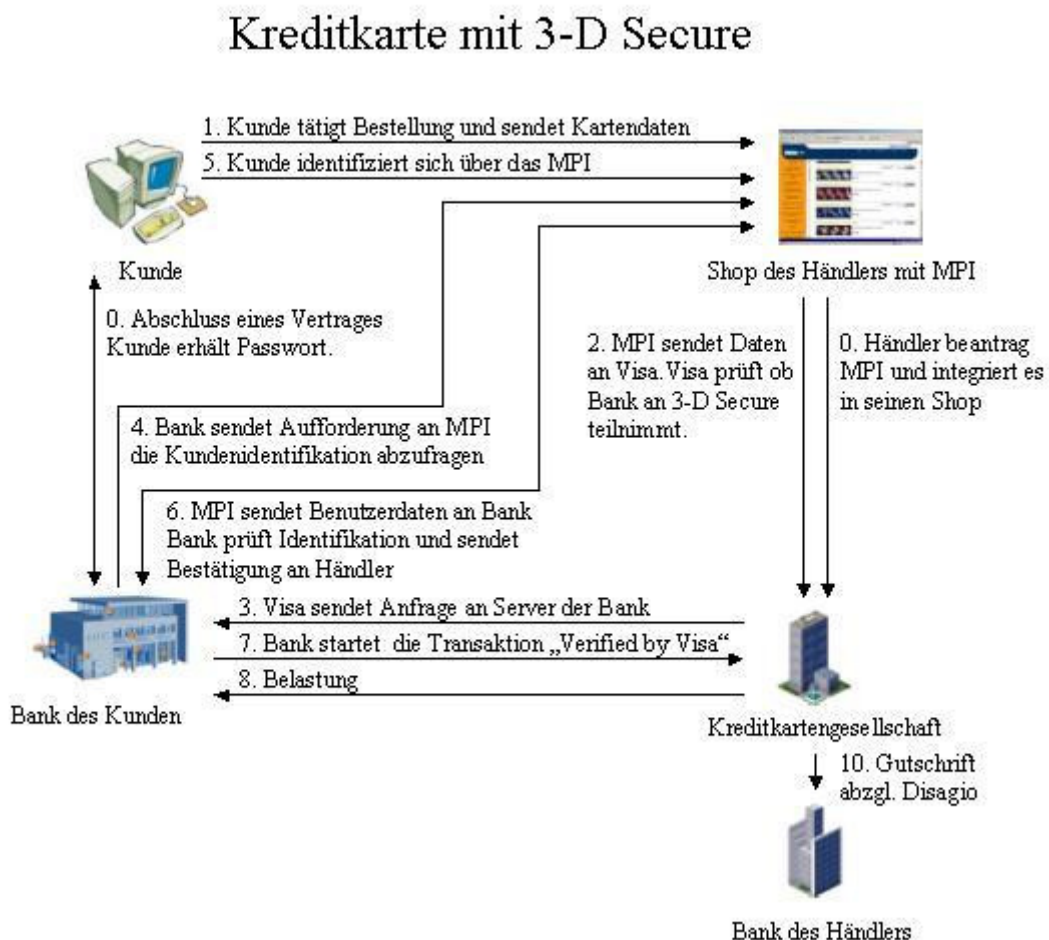 Kreditkarte mit 3-D Secure
1. Kunde tätigt Bestellung und sendet Kartendaten
5. Kunde identifiziert sich über das MPI
Kunde
Shop des Händlers mit MPI
0. Abschluss eines Vertrages
Kunde erhält Passwort.
2. MPI sendet Daten
an Visa. Visa prüft ob
Bank an 3-D Secure
teilnimmt.
0. Händler beantrag
MPI und integriert es
in seinen Shop
4. Bank sendet Aufforderung an MPI
die Kundenidentifikation abzufragen
6. MPI sendet Benutzerdaten an Bank
Bank prüft Identifikation und sendet
Bestätigung an Händler
3. Visa sendet Anfrage an Server der Bank
7. Bank startet die Transaktion „Verified by Visa“
8. Belastung
Bank des Kunden
Kreditkartengesellschaft
10. Gutschrift
abzgl. Disagio
Bank des Händlers